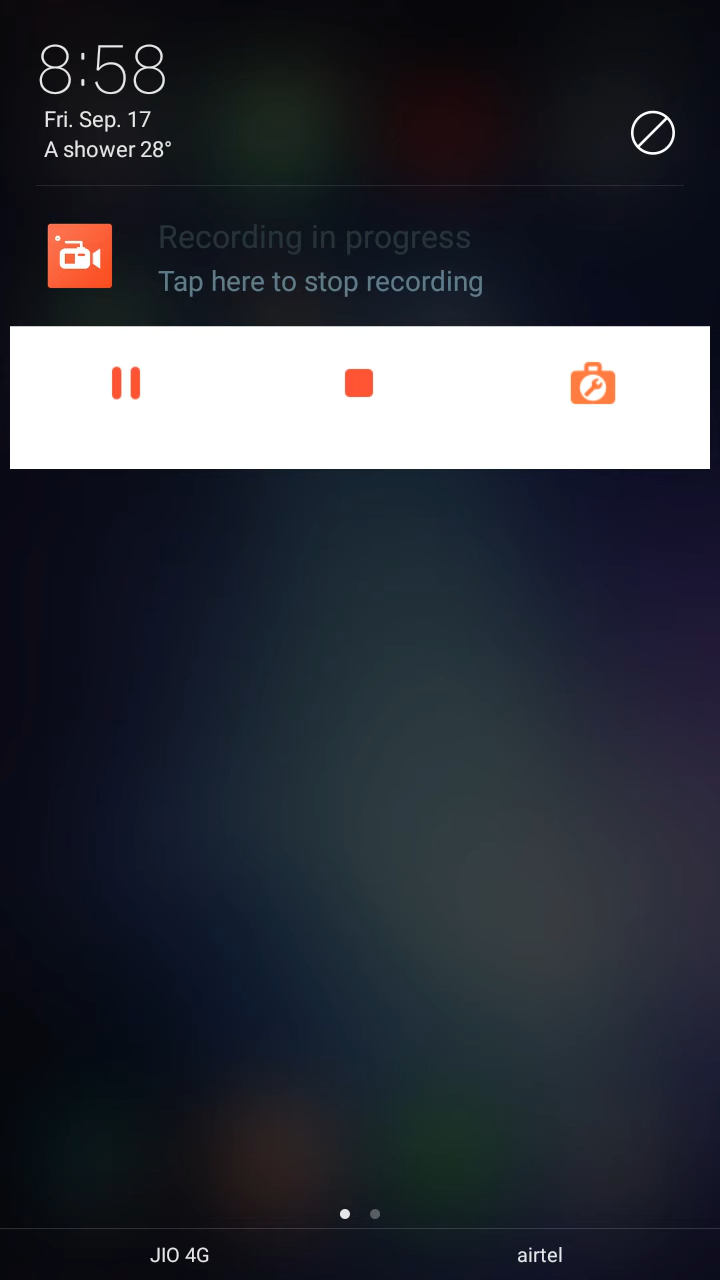 8:58
Fri. Sep. 17
A shower 28°
Recording in progress
Tap here to stop recording
JIO 4G
airtel